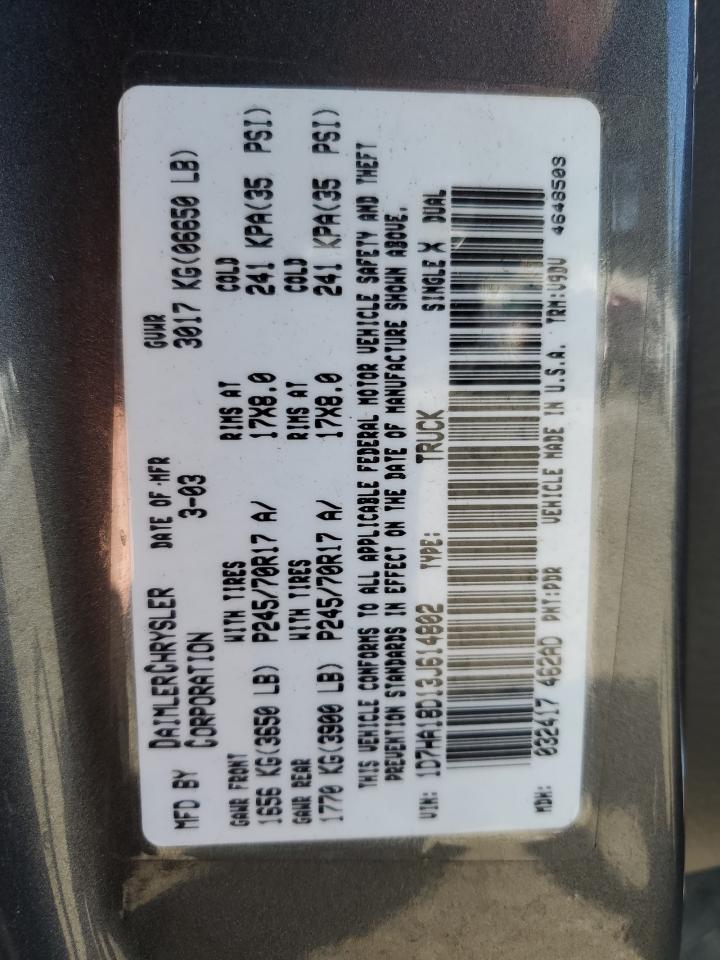 MFD BY DAIMLERCHRYSLER CORPORATION DATE OF MFR 3-03 GVWR 3017 KG(06650 LB)
GAWR FRONT WITH TIRES RIMS AT COLD
1656 KG(3650 LB) P245/70R17 A/ 17X8.0 241 KPA(35 PSI)
GAWR REAR WITH TIRES RIMS AT COLD
1770 KG(3900 LB) P245/70R17 A/ 17X8.0 241 KPA(35 PSI)
THIS VEHICLE CONFORMS TO ALL APPLICABLE FEDERAL MOTOR VEHICLE SAFETY AND THEFT
PREVENTION STANDARDS IN EFFECT ON THE DATE OF MANUFACTURE SHOWN ABOVE.
VIN: 1D7HA18D13J614802 TYPE: TRUCK SINGLE X DUAL
MDH: 032417 462AD PNT:PDR VEHICLE MADE IN U.S.A. TRM:V9DV 4648503